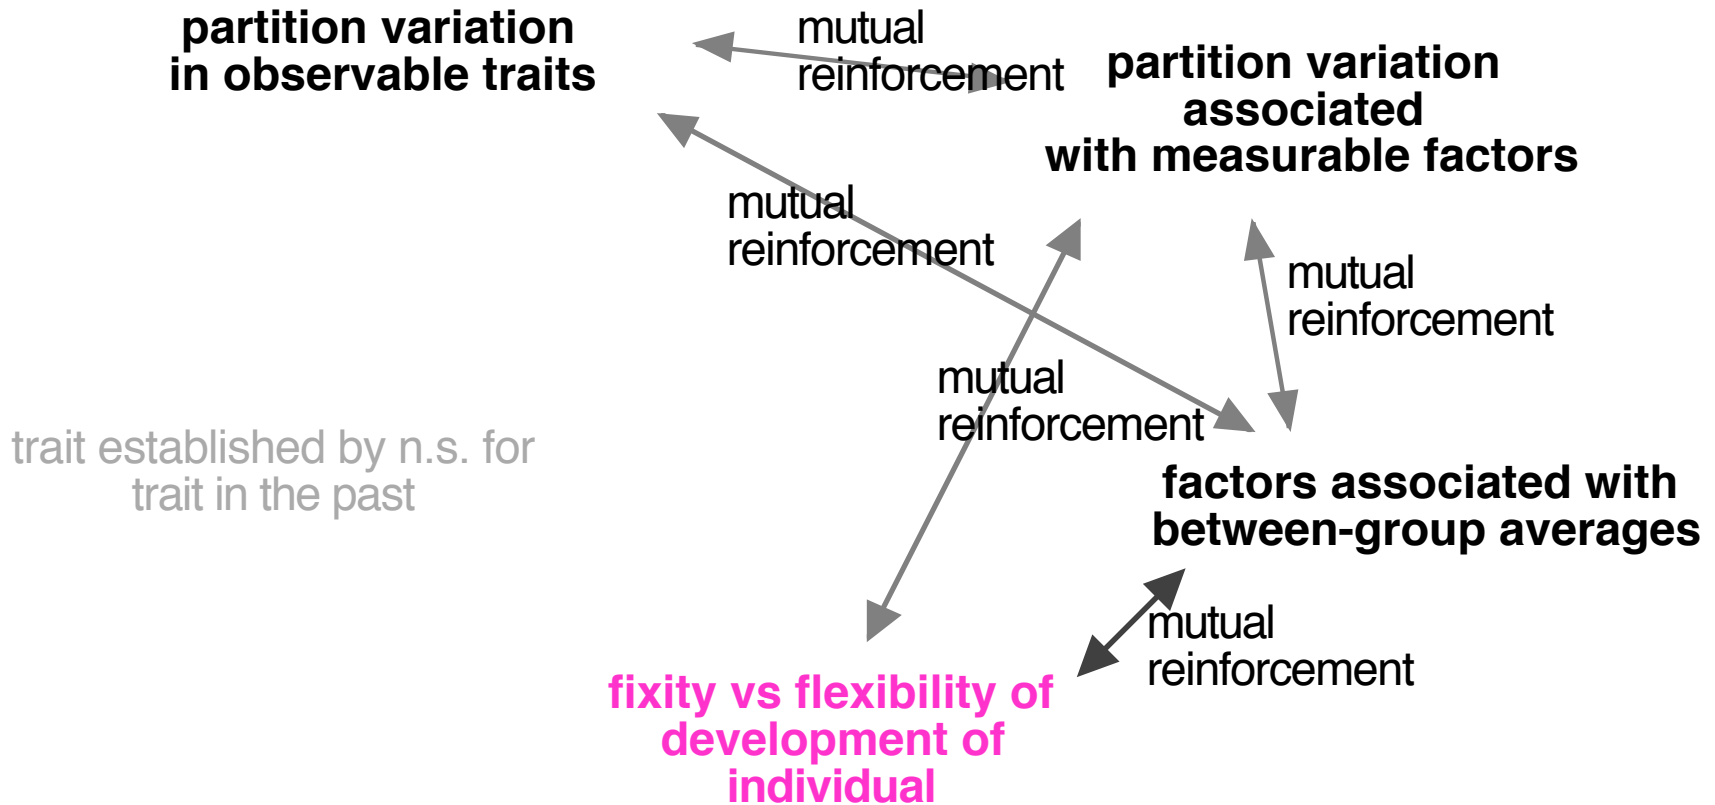 partition variation
in observable traits
mutual
reinforcement
partition variation
associated
with measurable factors
mutual
reinforcement
mutual
reinforcement
mutual
reinforcement
trait established by n.s. for
trait in the past
factors associated with
between-group averages
mutual
reinforcement
fixity vs flexibility of
development of
individual